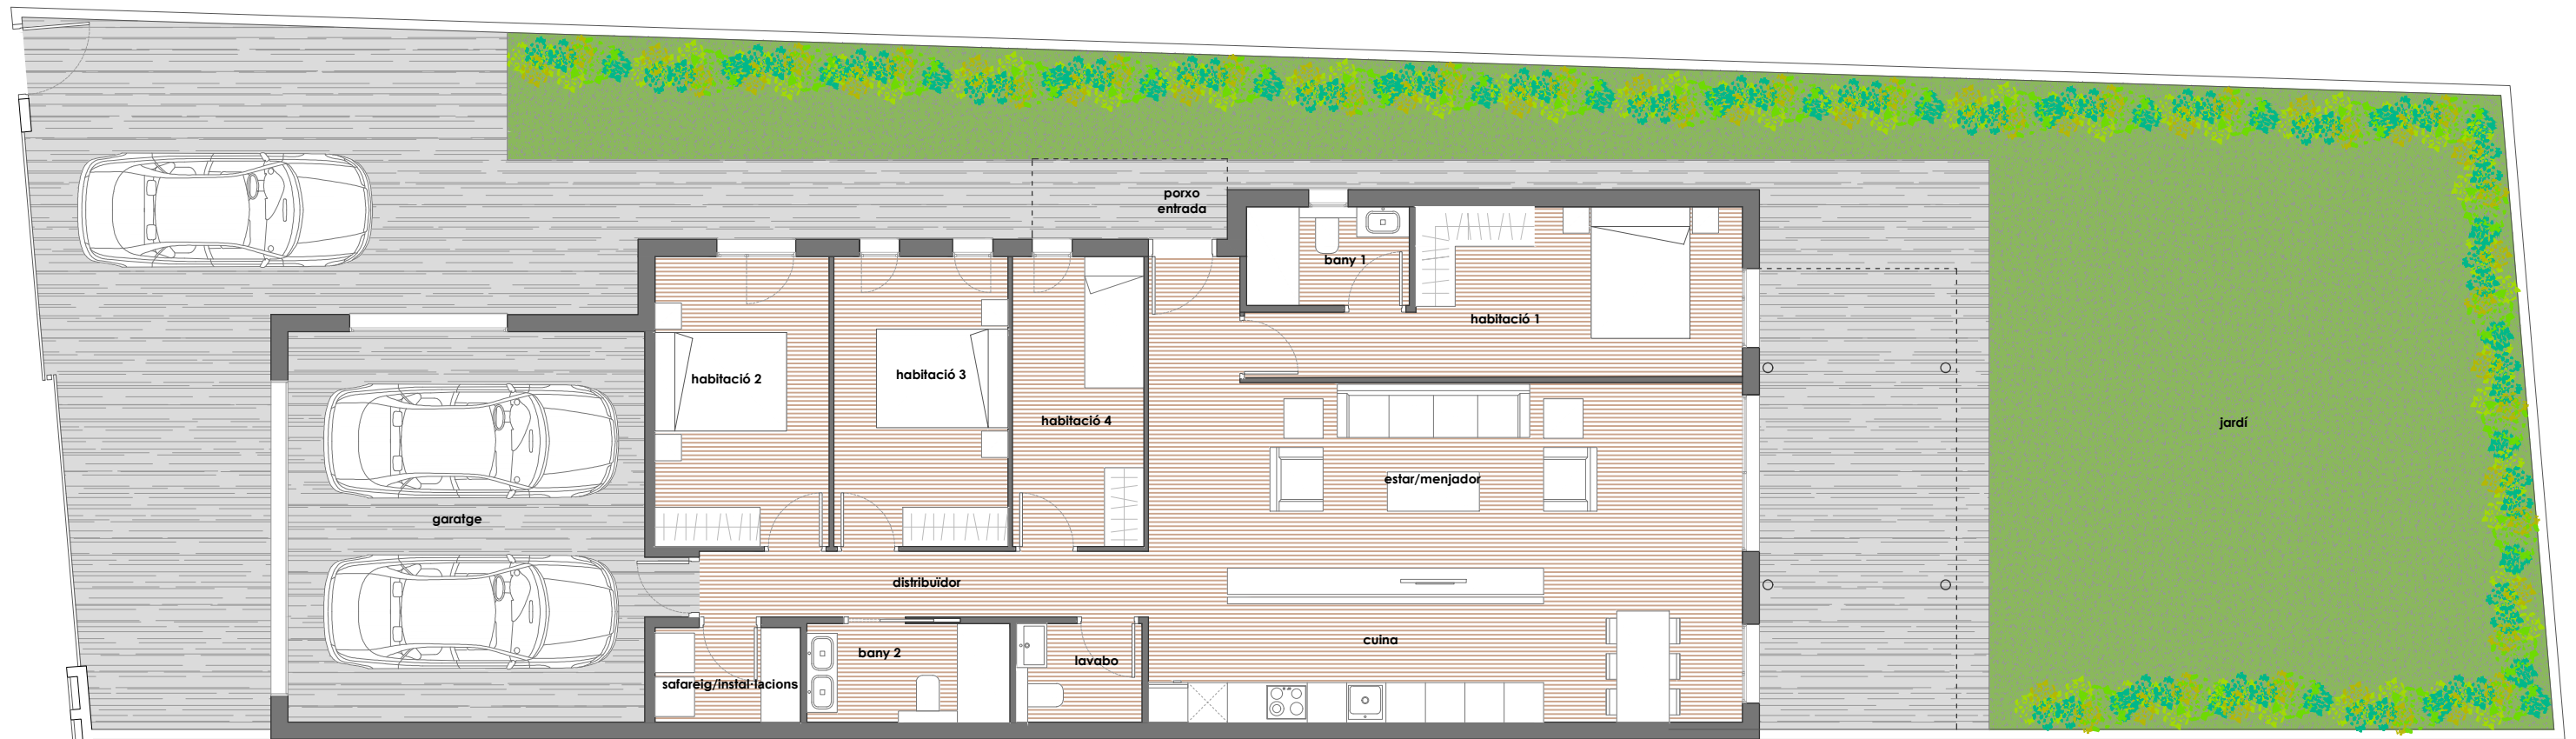 porxo
entrada
bany 1
habitació 1
habitació 2
habitació 3
habitació 4
jardí
estar/menjador
garatge
distribuïdor
cuina
bany 2
lavabo
safareig/instal·lacions